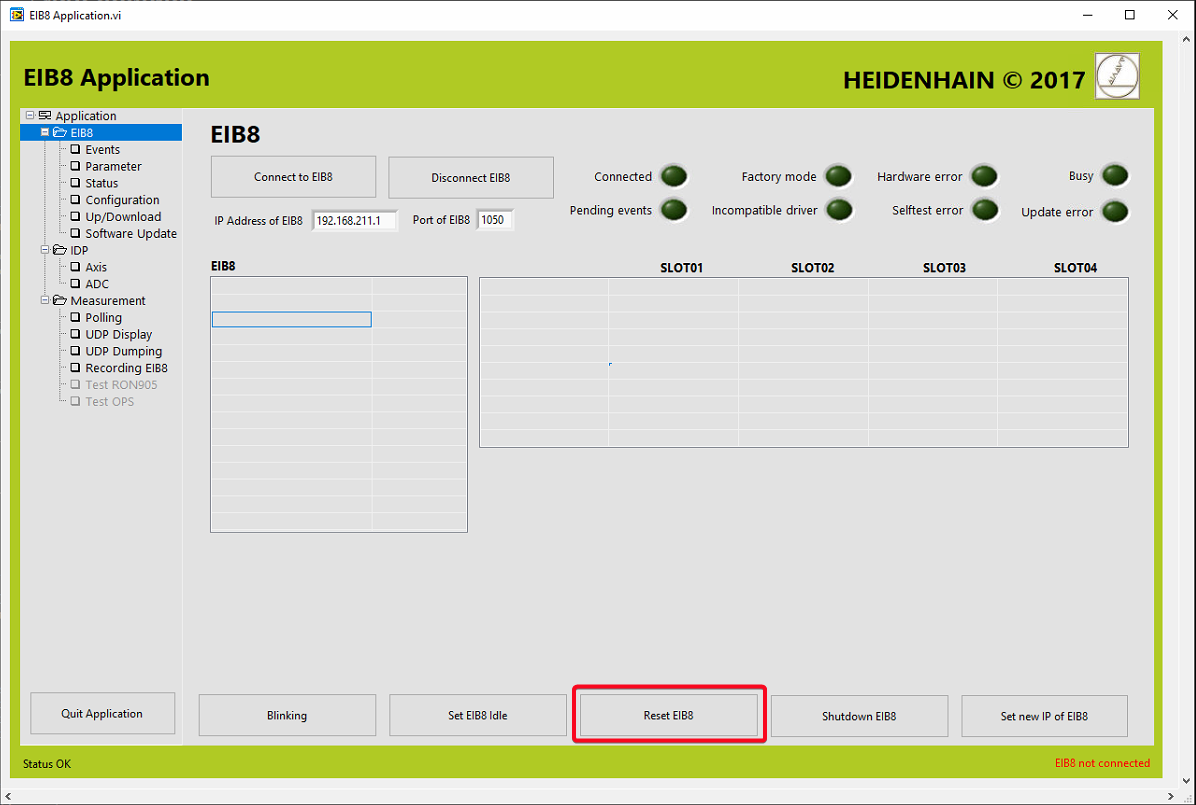 EIB8 Application.vi
EIB8 Application
HEIDENHAIN © 2017
Application
EIB8
Events
Parameter
Status
Configuration
Up/Download
Software Update
IDP
Axis
ADC
Measurement
Polling
UDP Display
UDP Dumping
Recording EIB8
Test RON905
Test OPS
EIB8
Connect to EIB8
Disconnect EIB8
Connected
Factory mode
Hardware error
Busy
IP Address of EIB8 192.168.211.1 Port of EIB8 1050
Pending events
Incompatible driver
Selftest error
Update error
EIB8
SLOT01 SLOT02 SLOT03 SLOT04
Quit Application
Blinking
Set EIB8 Idle
Reset EIB8
Shutdown EIB8
Set new IP of EIB8
Status OK
EIB8 not connected